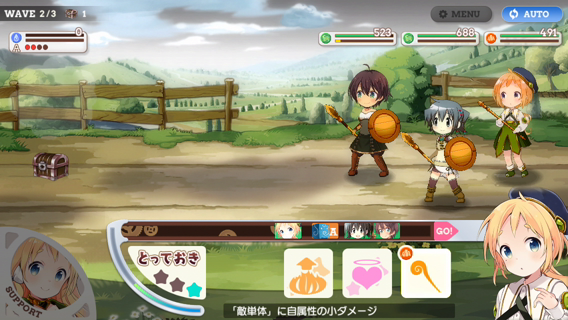 WAVE 2/3 1
MENU
AUTO
0
A
523
688
491
A
GO!
とっておき
SUPPORT
「敵単体」に自属性の小ダメージ